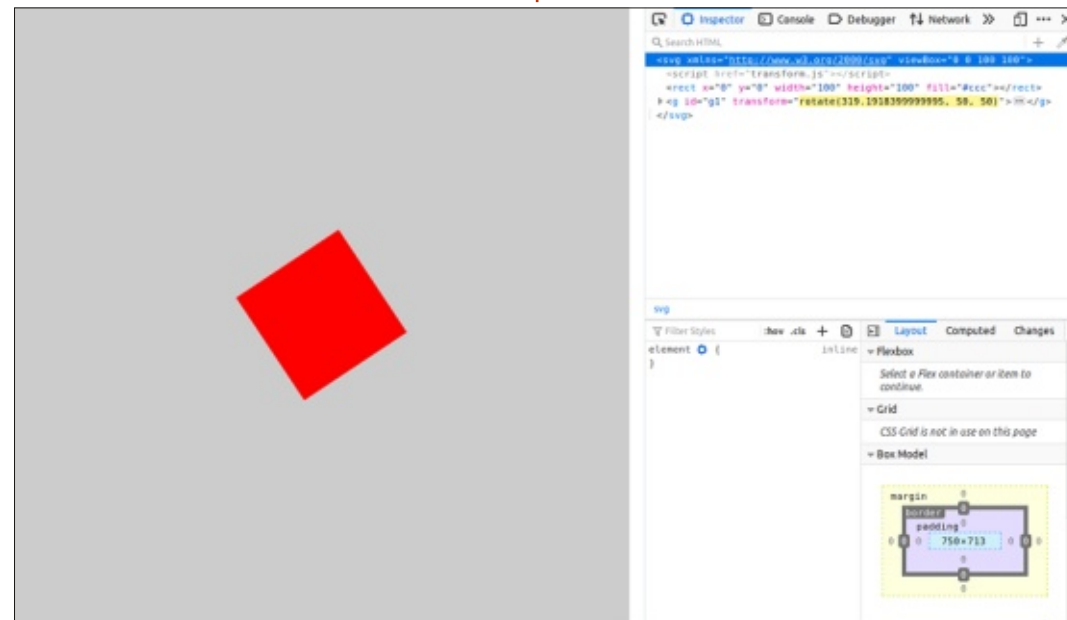 Inspector Console Debugger Network
Search HTML
<svg xmlns="http://www.w3.org/2000/svg" viewBox="0 0 100 100">
<script href="transform.js"></script>
<rect x="0" y="0" width="100" height="100" fill="#ccc"></rect>
<g id="g1" transform="rotate(319.1918399999995, 50, 50)"></g>
</svg>
svg
Filter Styles :hov .cls + Layout Computed Changes
element { inline
}
Flexbox
Select a Flex container or item to
continue.
Grid
CSS Grid is not in use on this page
Box Model
margin 0
border 0
padding 0
0 0 0 750×713 0 0 0
0
0
0